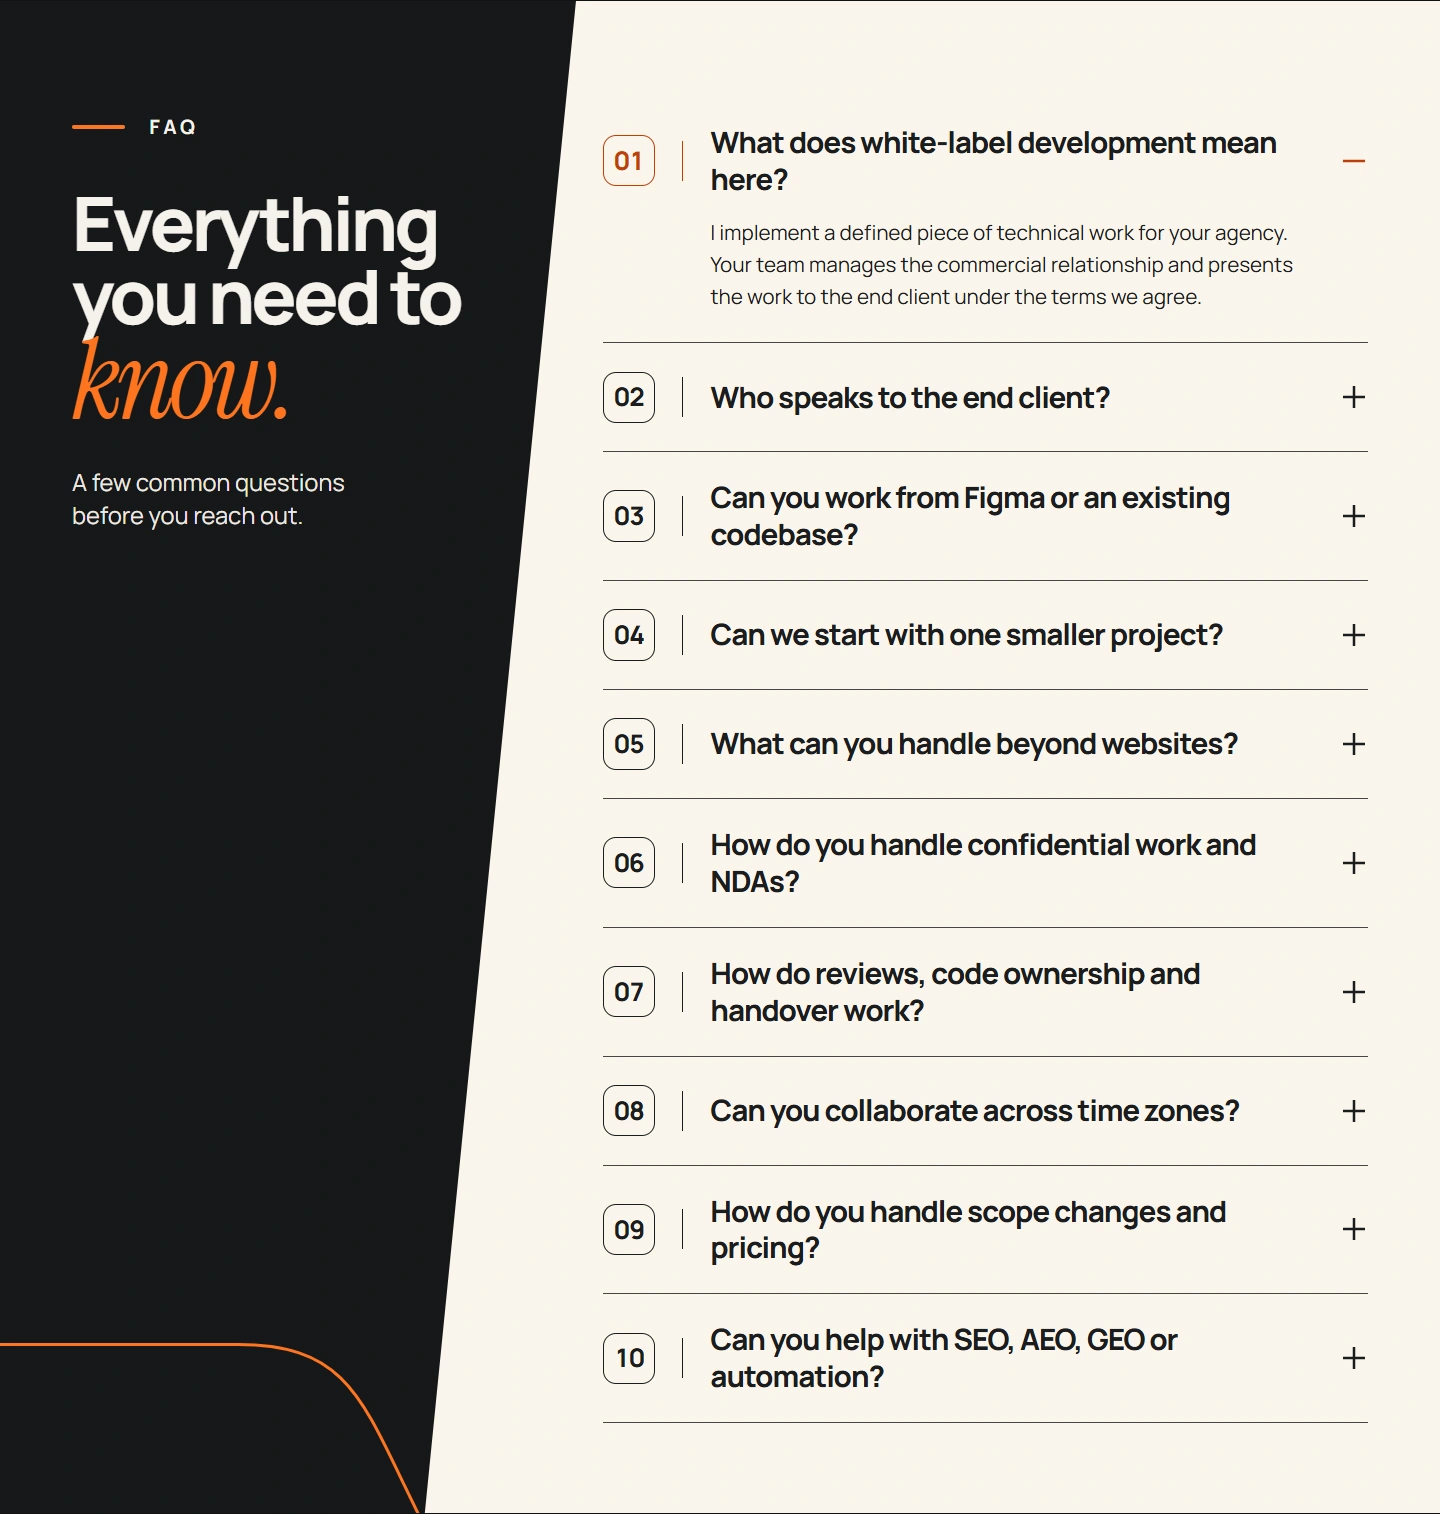 FAQ
Everything
you need to
know.
A few common questions
before you reach out.
01
What does white-label development mean
here?
I implement a defined piece of technical work for your agency.
Your team manages the commercial relationship and presents
the work to the end client under the terms we agree.
02
Who speaks to the end client?
03
Can you work from Figma or an existing
codebase?
04
Can we start with one smaller project?
05
What can you handle beyond websites?
06
How do you handle confidential work and
NDAs?
07
How do reviews, code ownership and
handover work?
08
Can you collaborate across time zones?
09
How do you handle scope changes and
pricing?
10
Can you help with SEO, AEO, GEO or
automation?